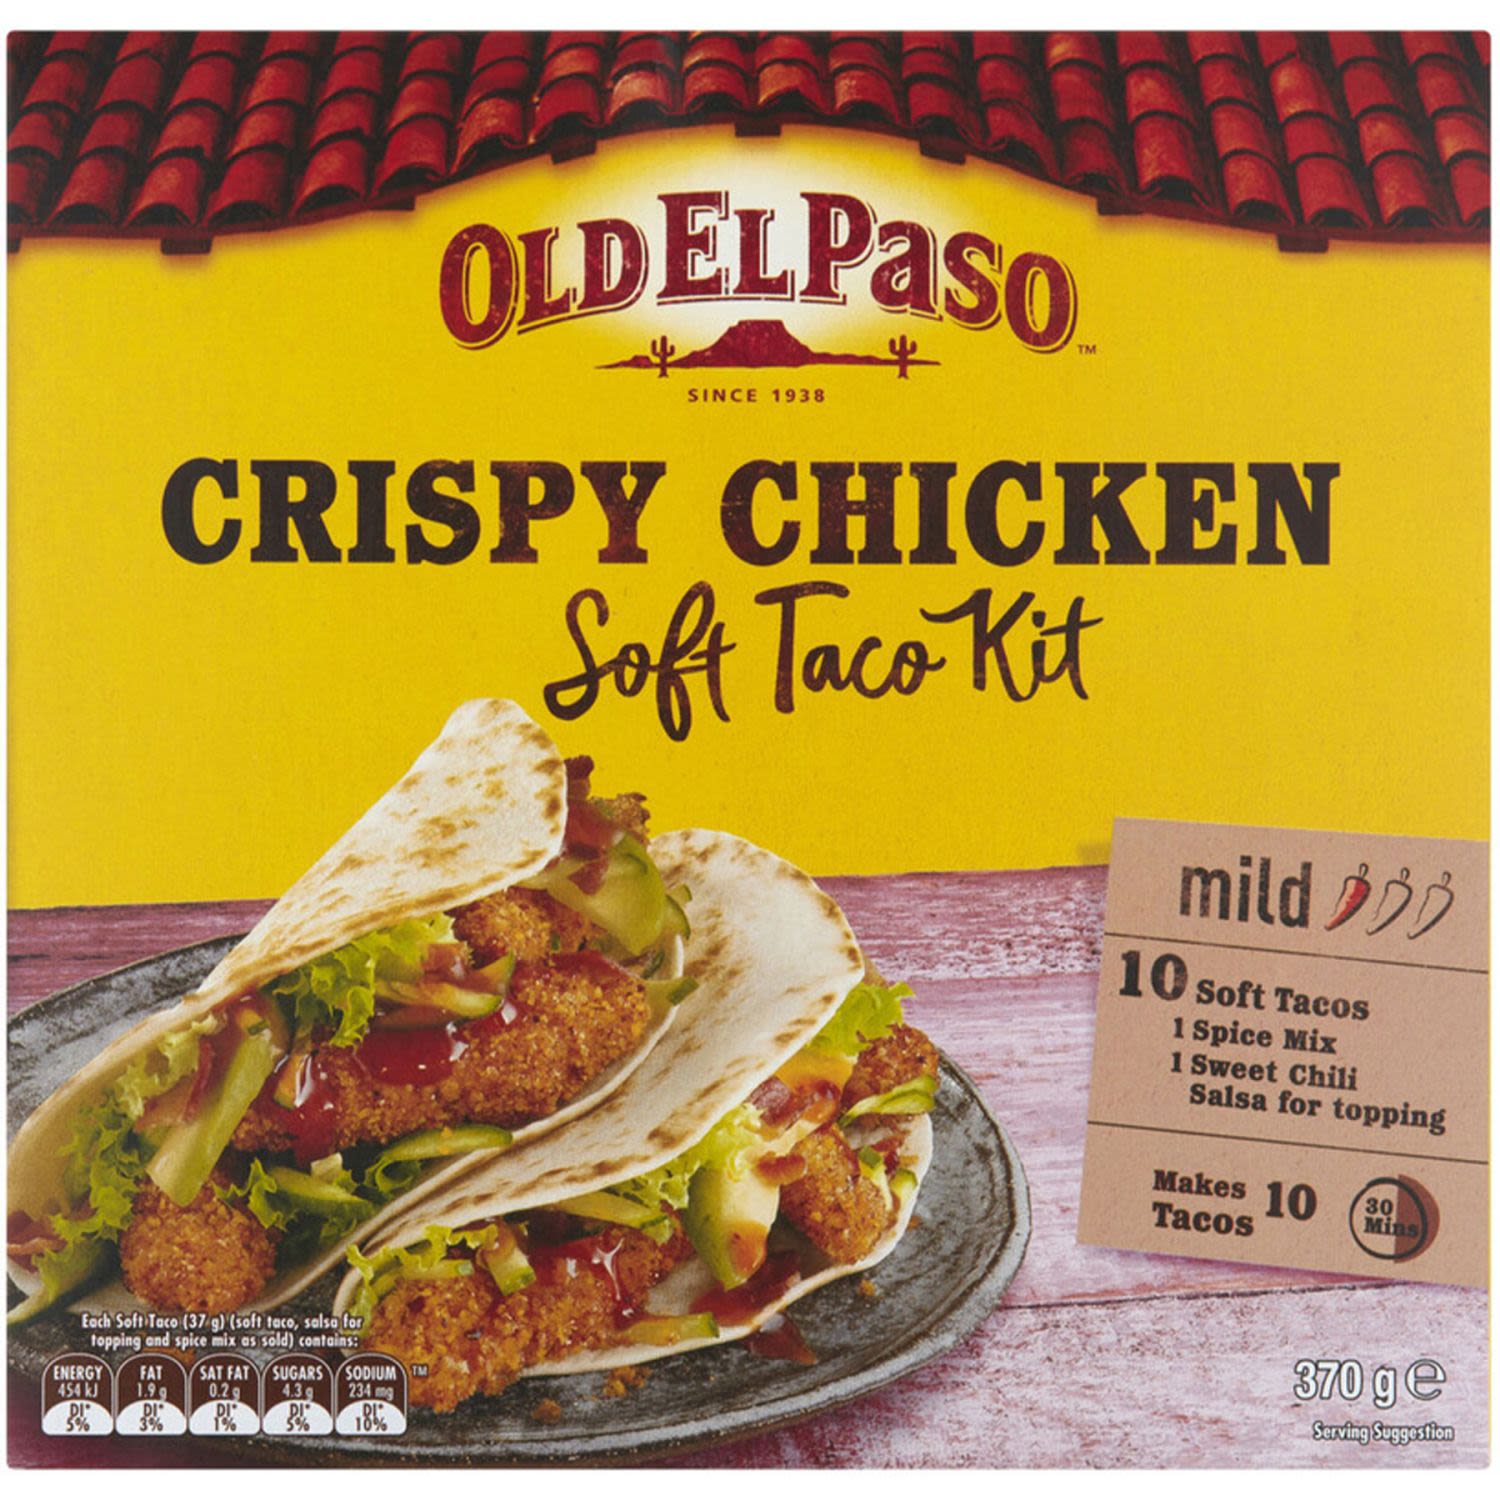 OLD EL PASO™
SINCE 1938
CRISPY CHICKEN
Soft Taco Kit
mild
10 Soft Tacos
1 Spice Mix
1 Sweet Chili
Salsa for topping
Makes 10
Tacos
30
Mins
Each Soft Taco (37 g) (soft taco, salsa for
topping and spice mix as sold) contains:
ENERGY FAT SAT FAT SUGARS SODIUM ™
454 kJ 1.9 g 0.2 g 4.3 g 234 mg
DI* DI* DI* DI* DI*
5% 3% 1% 5% 10%
370 g ℮
Serving Suggestion